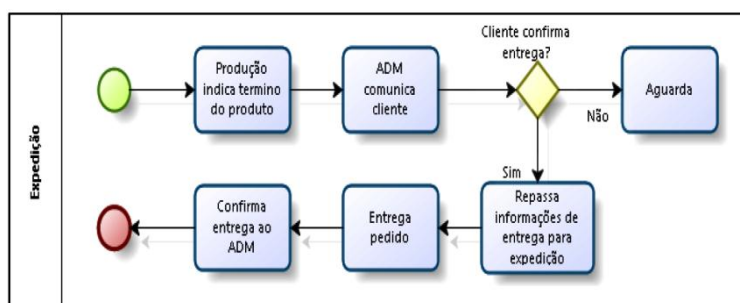 Expedição
Produção
indica termino
do produto
ADM
comunica
cliente
Cliente confirma
entrega?
Não
Aguarda
Sim
Repassa
informações de
entrega para
expedição
Entrega
pedido
Confirma
entrega ao
ADM